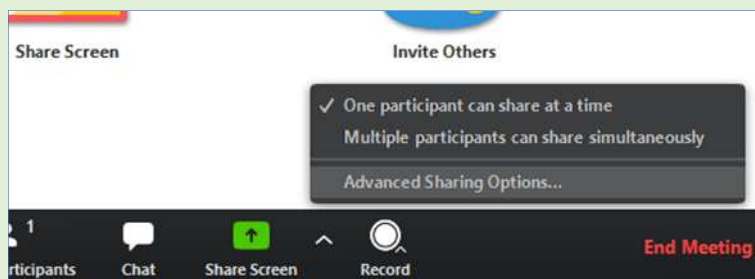 Share Screen
Invite Others
✓ One participant can share at a time
Multiple participants can share simultaneously
Advanced Sharing Options...
1
rticipants
Chat
Share Screen
Record
End Meeting